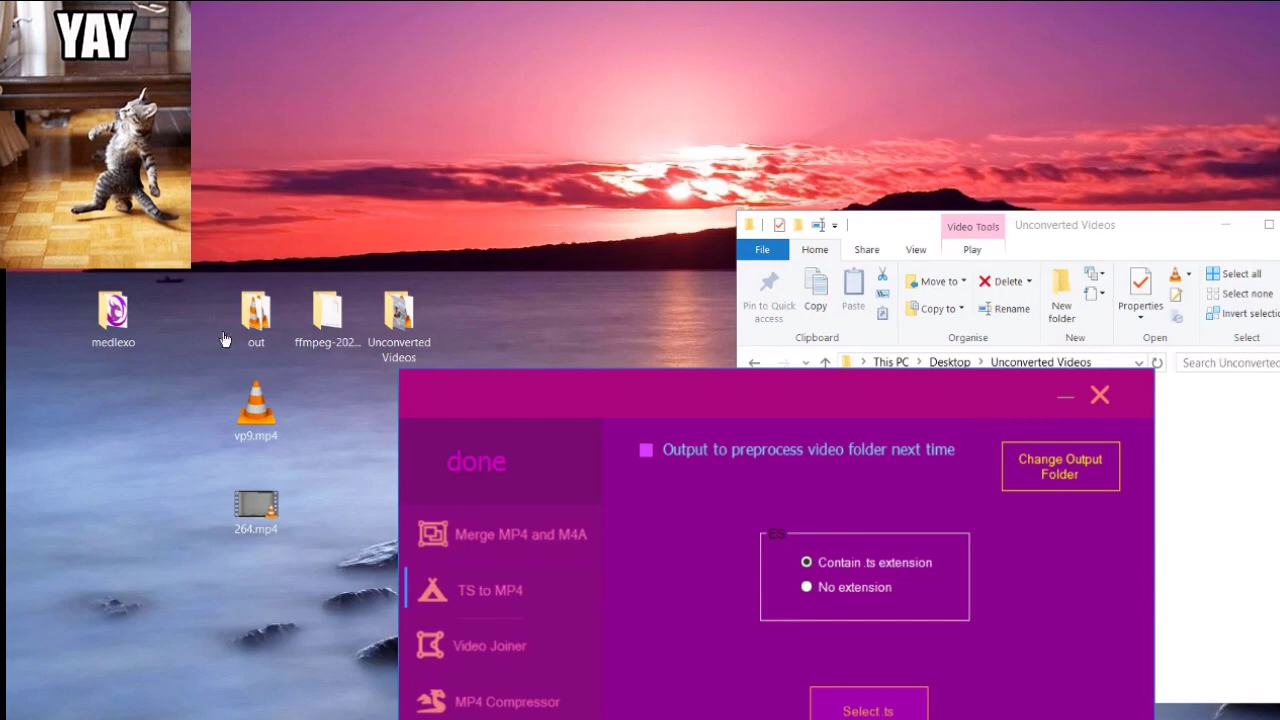 YAY
medlexo
out
ffmpeg-202...
Unconverted
Videos
vp9.mp4
264.mp4
Video Tools
Unconverted Videos
File
Home
Share
View
Play
Pin to Quick
access
Copy
Paste
Move to
Copy to
Delete
Rename
New
folder
Properties
Select all
Select none
Invert selectio
Clipboard
Organise
New
Open
Select
This PC
Desktop
Unconverted Videos
Search Unconverted
done
Output to preprocess video folder next time
Change Output
Folder
Merge MP4 and M4A
TS to MP4
Video Joiner
MP4 Compressor
ES
Contain .ts extension
No extension
Select .ts